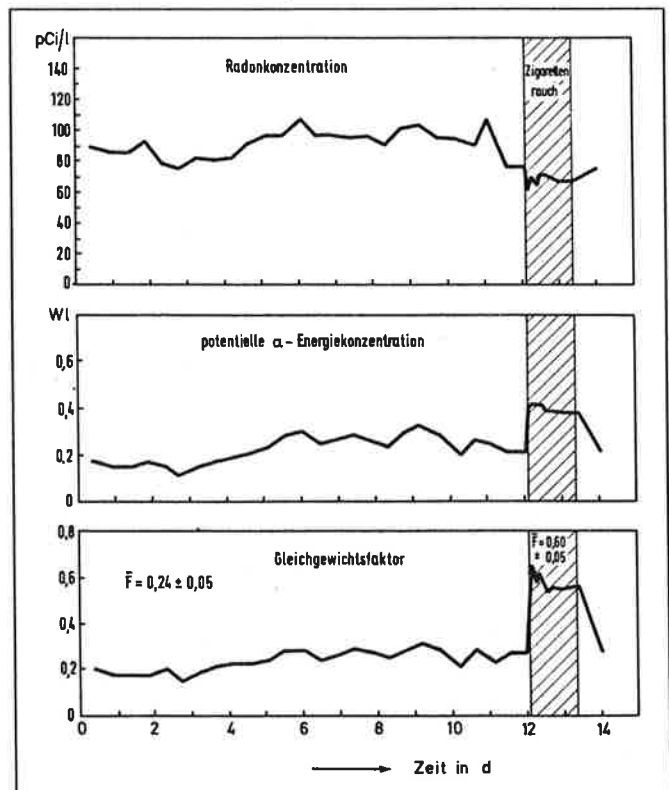 pCi/l
Radonkonzentration
Zigaretten
rauch
140
120
100
80
60
40
20
0
Wl
potentielle α - Energiekonzentration
0,6
0,4
0,2
0
0,8
Gleichgewichtsfaktor
F̄ = 0,60
± 0,05
F̄ = 0,24 ± 0,05
0,6
0,4
0,2
0
0 2 4 6 8 10 12 14
Zeit in d